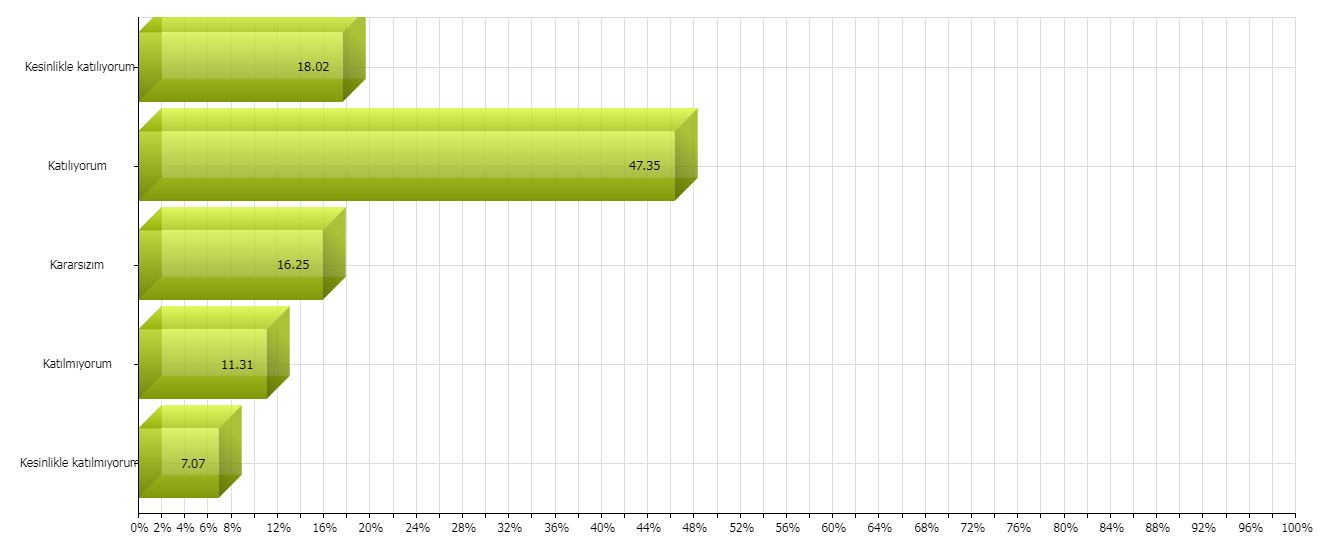 Kesinlikle katılıyorum 18.02
Katılıyorum 47.35
Kararsızım 16.25
Katılmıyorum 11.31
Kesinlikle katılmıyorum 7.07
0% 2% 4% 6% 8% 12% 16% 20% 24% 28% 32% 36% 40% 44% 48% 52% 56% 60% 64% 68% 72% 76% 80% 84% 88% 92% 96% 100%